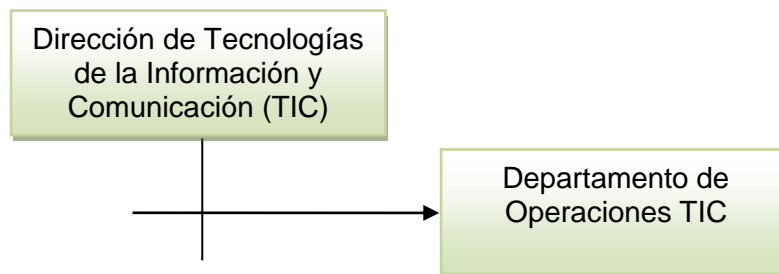 Dirección de Tecnologías
de la Información y
Comunicación (TIC)
Departamento de
Operaciones TIC